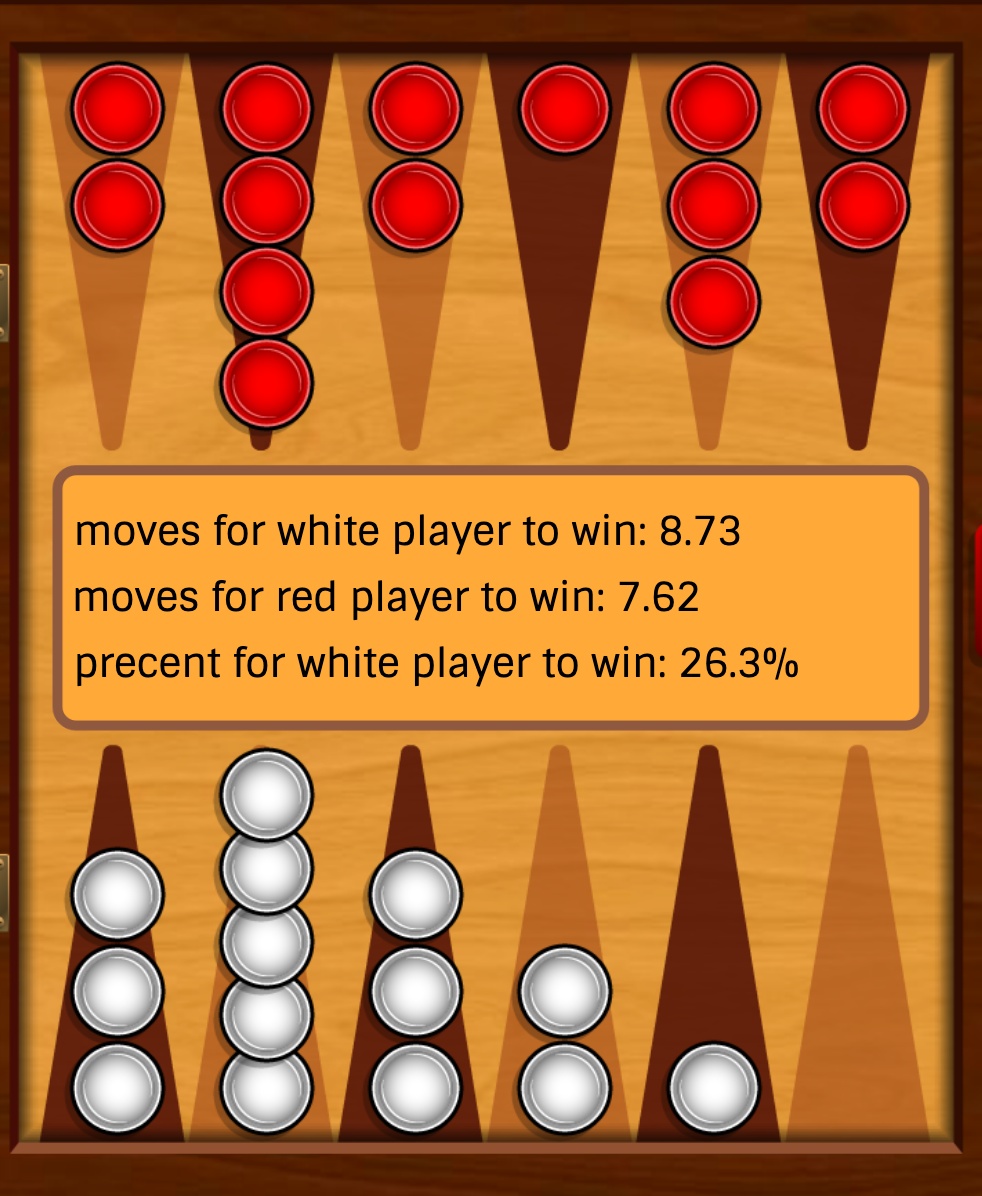 moves for white player to win: 8.73
moves for red player to win: 7.62
precent for white player to win: 26.3%